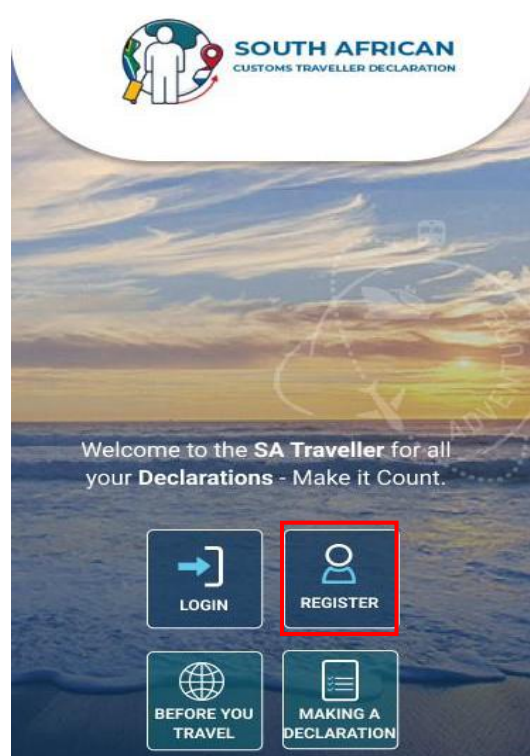 SOUTH AFRICAN
CUSTOMS TRAVELLER DECLARATION
ADVENTURE
Welcome to the SA Traveller for all
your Declarations - Make it Count.
LOGIN
REGISTER
BEFORE YOU
TRAVEL
MAKING A
DECLARATION